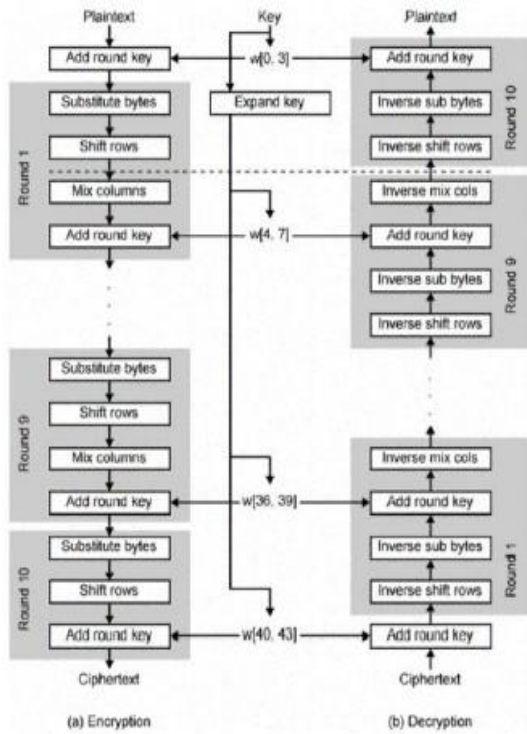 Plaintext
Key
Plaintext
Add round key
w[0, 3]
Add round key
Substitute bytes
Expand key
Inverse sub bytes
Round 10
Shift rows
Inverse shift rows
Round 1
Mix columns
Inverse mix cols
Add round key
w[4, 7]
Add round key
Round 9
Inverse sub bytes
Inverse shift rows
Substitute bytes
Round 9
Shift rows
Mix columns
Inverse mix cols
Add round key
w[36, 39]
Add round key
Substitute bytes
Inverse sub bytes
Round 1
Round 10
Shift rows
Inverse shift rows
Add round key
w[40, 43]
Add round key
Ciphertext
Ciphertext
(a) Encryption
(b) Decryption